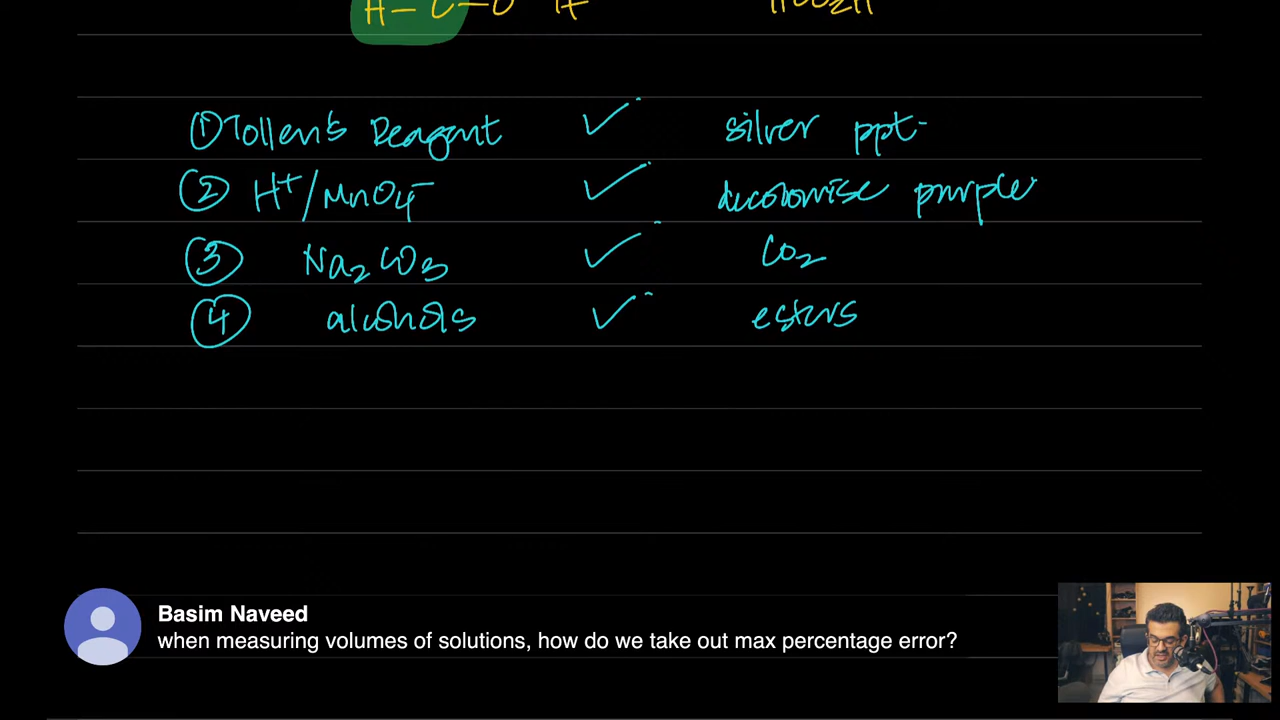 H – C – O
① Tollen's Reagent ✓ silver ppt-
② H⁺/MnO₄⁻ ✓ decolourise purple
③ Na₂CO₃ ✓ CO₂
④ alcohols ✓ esters
Basim Naveed
when measuring volumes of solutions, how do we take out max percentage error?